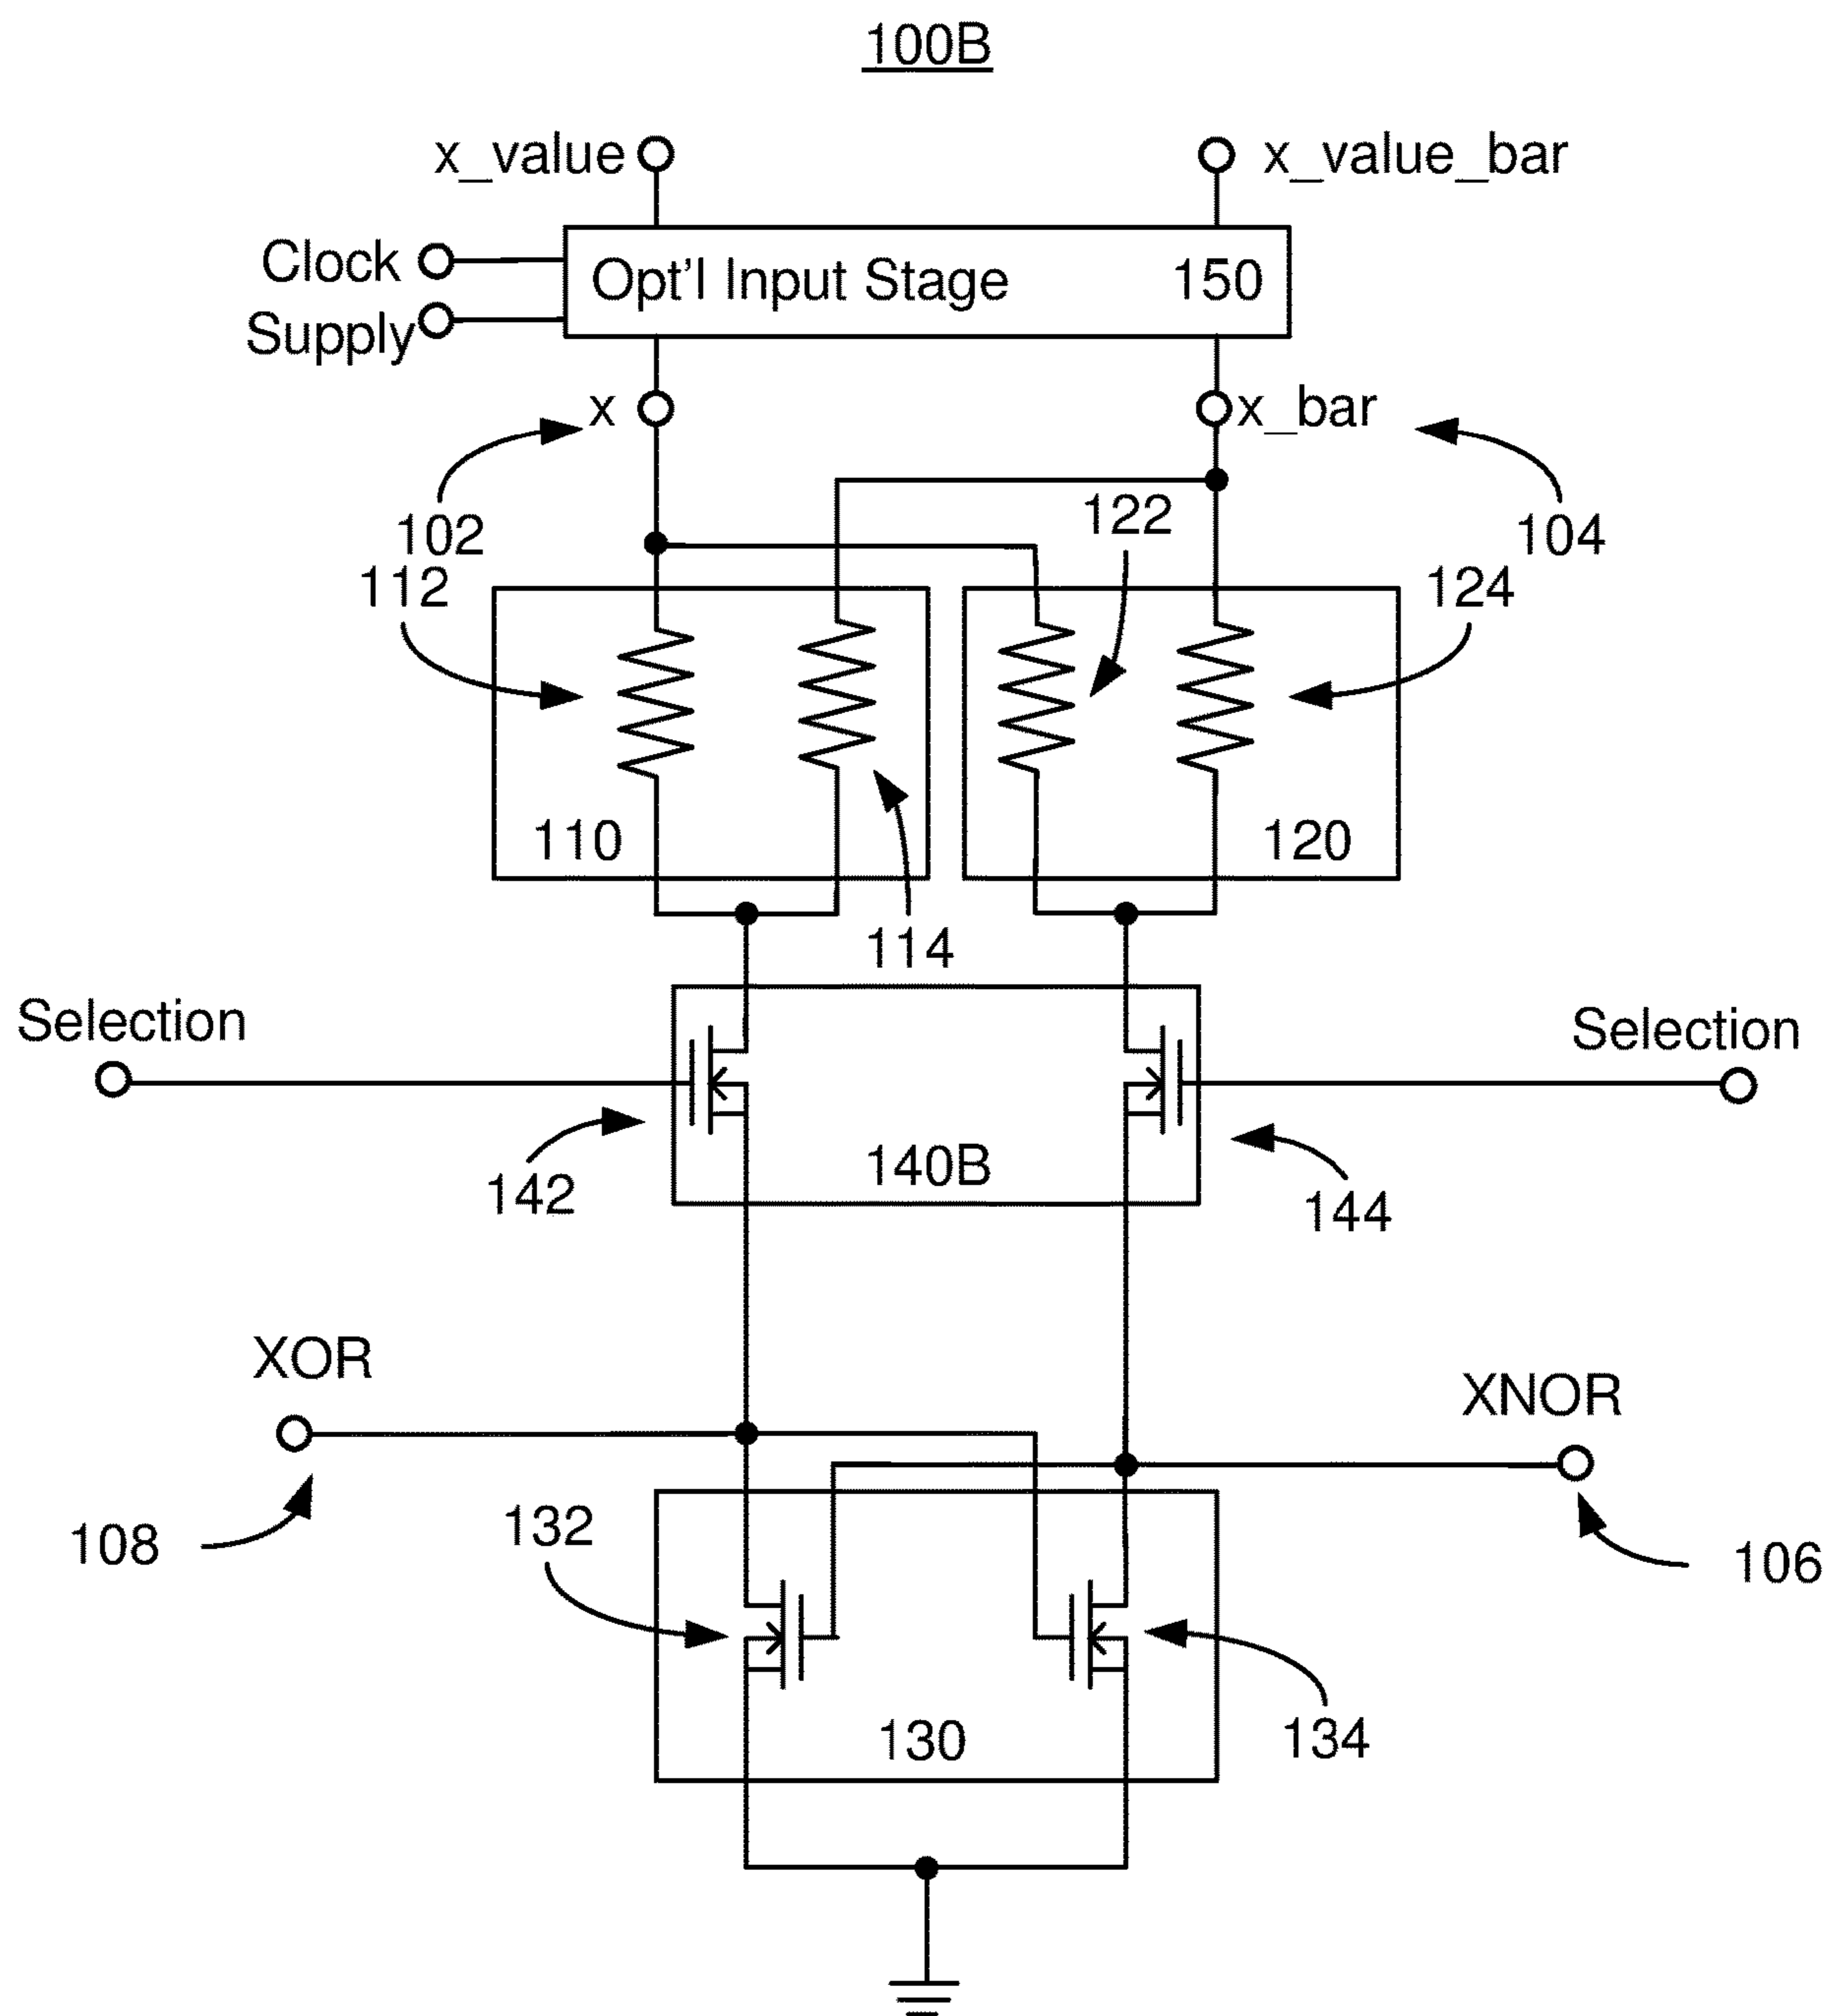 100B
x_value
x_value_bar
Clock
Supply
Opt'l Input Stage 150
x
x_bar
102
104
122
112
124
110
120
114
Selection
Selection
142
140B
144
XOR
XNOR
108
132
106
130
134